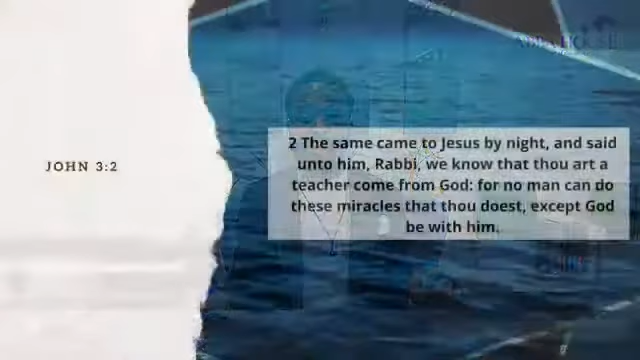 ABBA HOUSE
JOHN 3:2
2 The same came to Jesus by night, and said
unto him, Rabbi, we know that thou art a
teacher come from God: for no man can do
these miracles that thou doest, except God
be with him.